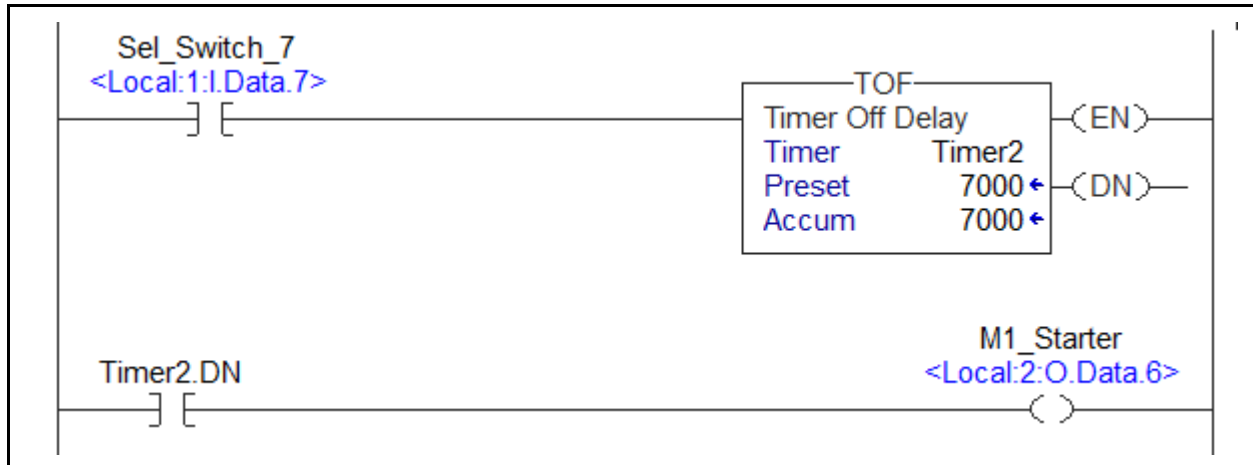 Sel_Switch_7
<Local:1:I.Data.7>
TOF
Timer Off Delay
EN
Timer Timer2
Preset 7000
DN
Accum 7000
M1_Starter
<Local:2:O.Data.6>
Timer2.DN